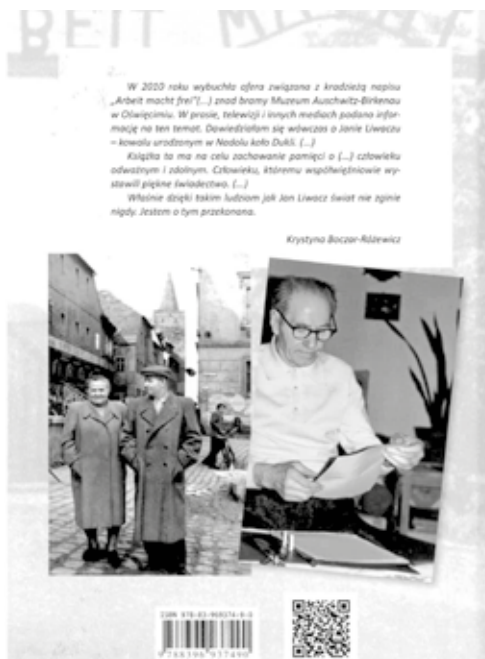 W 2010 roku wybuchła afera związana z kradzieżą napisu
„Arbeit macht frei"(...) znad bramy Muzeum Auschwitz-Birkenau
w Oświęcimiu. W prasie, telewizji i innych mediach podano infor-
mację na ten temat. Dowiedziałam się wówczas o Janie Liwaczu
– kowalu urodzonym w Nadolu koło Dukli. (...)
Książka ta ma na celu zachowanie pamięci o (...) człowieku
odważnym i zdolnym. Człowieku, któremu współwięźniowie wy-
stawili piękne świadectwo. (...)
Właśnie dzięki takim ludziom jak Jan Liwacz świat nie zginie
nigdy. Jestem o tym przekonana.
Krystyna Boczar-Różewicz
9788396937490